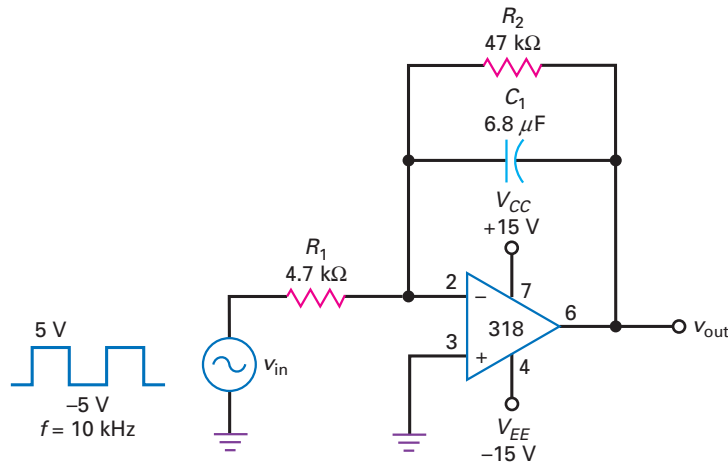 R2
47 kΩ
C1
6.8 μF
VCC
+15 V
R1
4.7 kΩ
2
−
7
6
318
vout
3
+
4
VEE
−15 V
5 V
−5 V
f = 10 kHz
vin